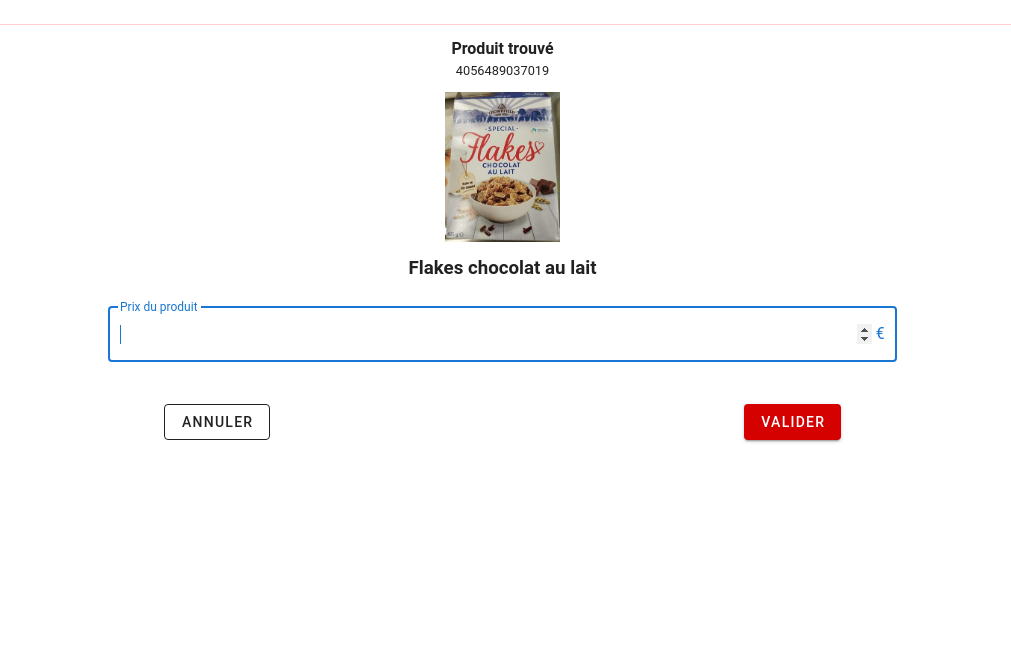 Produit trouvé
4056489037019
-SPECIAL-
Flakes
CHOCOLAT
AU LAIT
Flakes chocolat au lait
Prix du produit
€
ANNULER
VALIDER